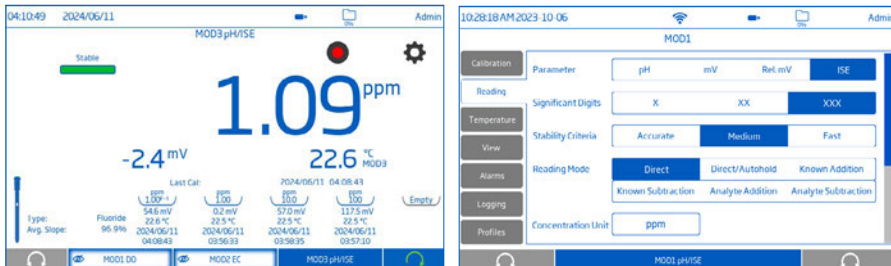 04:10:49 2024/06/11 0% Admin
MOD3 pH/ISE
Stable
1.09 ppm
-2.4 mV 22.6 °C MOD3
Last Cal: 2024/06/11 04:08:43
ppm ppm ppm ppm
1.00 10.0 100 Empty
54.6 mV 0.2 mV 57.0 mV 117.5 mV
Type: Fluoride 22.6 °C 22.5 °C 22.5 °C 22.5 °C
Avg. Slope: 96.9% 2024/06/11 2024/06/11 2024/06/11 2024/06/11
04:08:43 03:56:33 03:58:35 03:57:10
MOD1 DO MOD2 EC MOD3 pH/ISE
10:28:18 AM 2023-10-06 0% Admin
MOD1
Calibration
Reading
Temperature
View
Alarms
Logging
Profiles
Parameter pH mV Rel. mV ISE
Significant Digits X XX XXX
Stability Criteria Accurate Medium Fast
Reading Mode Direct Direct/Autohold Known Addition
Known Subtraction Analyte Addition Analyte Subtraction
Concentration Unit ppm
MOD1 pH/ISE